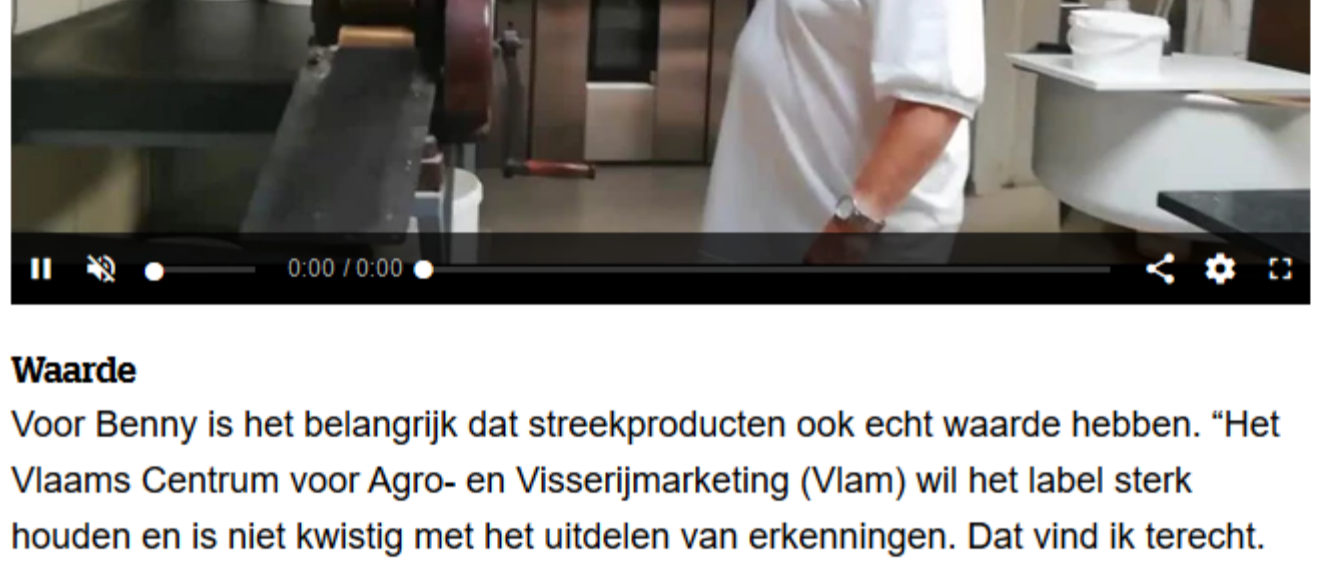 0:00 / 0:00
Waarde
Voor Benny is het belangrijk dat streekproducten ook echt waarde hebben. “Het
Vlaams Centrum voor Agro- en Visserijmarketing (Vlam) wil het label sterk
houden en is niet kwistig met het uitdelen van erkenningen. Dat vind ik terecht.